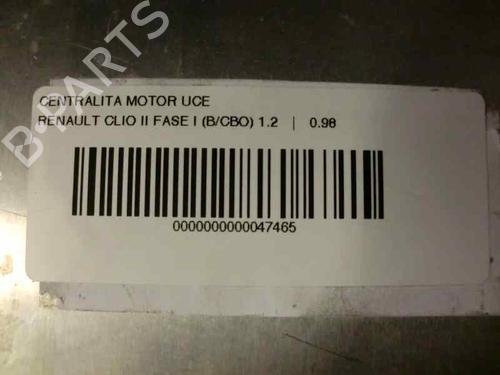 B-PARTS
CENTRALITA MOTOR UCE
RENAULT CLIO II FASE I (B/CBO) 1.2 | 0.98
0000000000047465